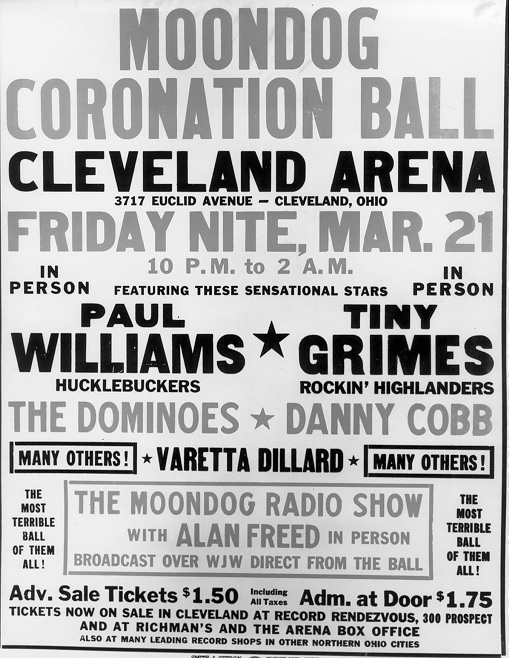 MOONDOG
CORONATION BALL
CLEVELAND ARENA
3717 EUCLID AVENUE — CLEVELAND, OHIO
FRIDAY NITE, MAR. 21
10 P.M. to 2 A.M.
IN PERSON
FEATURING THESE SENSATIONAL STARS
IN PERSON
PAUL WILLIAMS
HUCKLEBUCKERS
★
TINY GRIMES
ROCKIN' HIGHLANDERS
THE DOMINOES ★ DANNY COBB
MANY OTHERS! ★ VARETTA DILLARD ★ MANY OTHERS!
THE MOST TERRIBLE BALL OF THEM ALL!
THE MOONDOG RADIO SHOW
WITH ALAN FREED IN PERSON
BROADCAST OVER WJW DIRECT FROM THE BALL
THE MOST TERRIBLE BALL OF THEM ALL!
Adv. Sale Tickets $1.50 Including All Taxes Adm. at Door $1.75
TICKETS NOW ON SALE IN CLEVELAND AT RECORD RENDEZVOUS, 300 PROSPECT
AND AT RICHMAN'S AND THE ARENA BOX OFFICE
ALSO AT MANY LEADING RECORD SHOPS IN OTHER NORTHERN OHIO CITIES